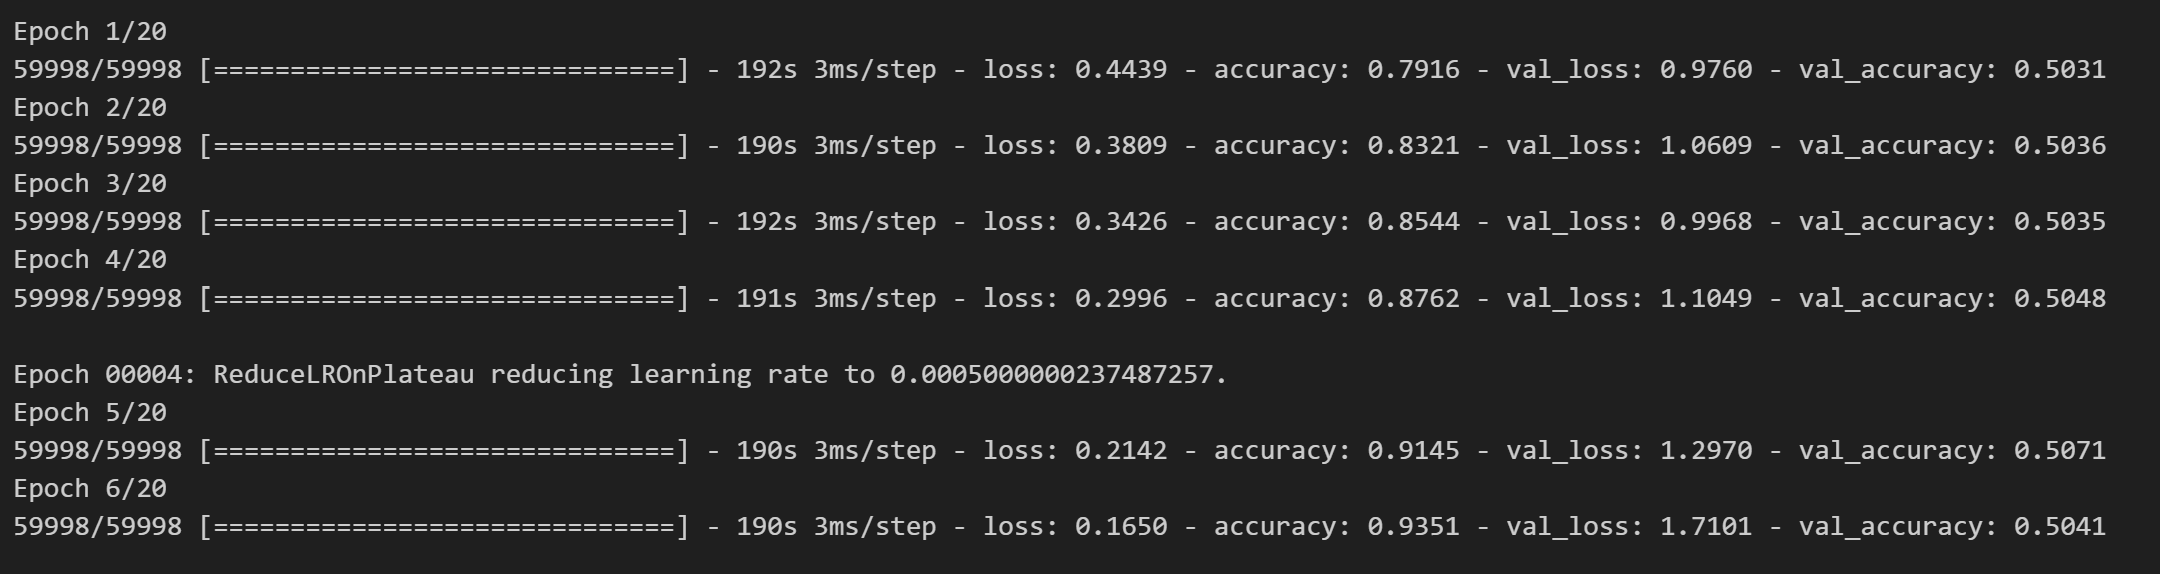 Epoch 1/20
59998/59998 [==============================] - 192s 3ms/step - loss: 0.4439 - accuracy: 0.7916 - val_loss: 0.9760 - val_accuracy: 0.5031
Epoch 2/20
59998/59998 [==============================] - 190s 3ms/step - loss: 0.3809 - accuracy: 0.8321 - val_loss: 1.0609 - val_accuracy: 0.5036
Epoch 3/20
59998/59998 [==============================] - 192s 3ms/step - loss: 0.3426 - accuracy: 0.8544 - val_loss: 0.9968 - val_accuracy: 0.5035
Epoch 4/20
59998/59998 [==============================] - 191s 3ms/step - loss: 0.2996 - accuracy: 0.8762 - val_loss: 1.1049 - val_accuracy: 0.5048
Epoch 00004: ReduceLROnPlateau reducing learning rate to 0.0005000000237487257.
Epoch 5/20
59998/59998 [==============================] - 190s 3ms/step - loss: 0.2142 - accuracy: 0.9145 - val_loss: 1.2970 - val_accuracy: 0.5071
Epoch 6/20
59998/59998 [==============================] - 190s 3ms/step - loss: 0.1650 - accuracy: 0.9351 - val_loss: 1.7101 - val_accuracy: 0.5041